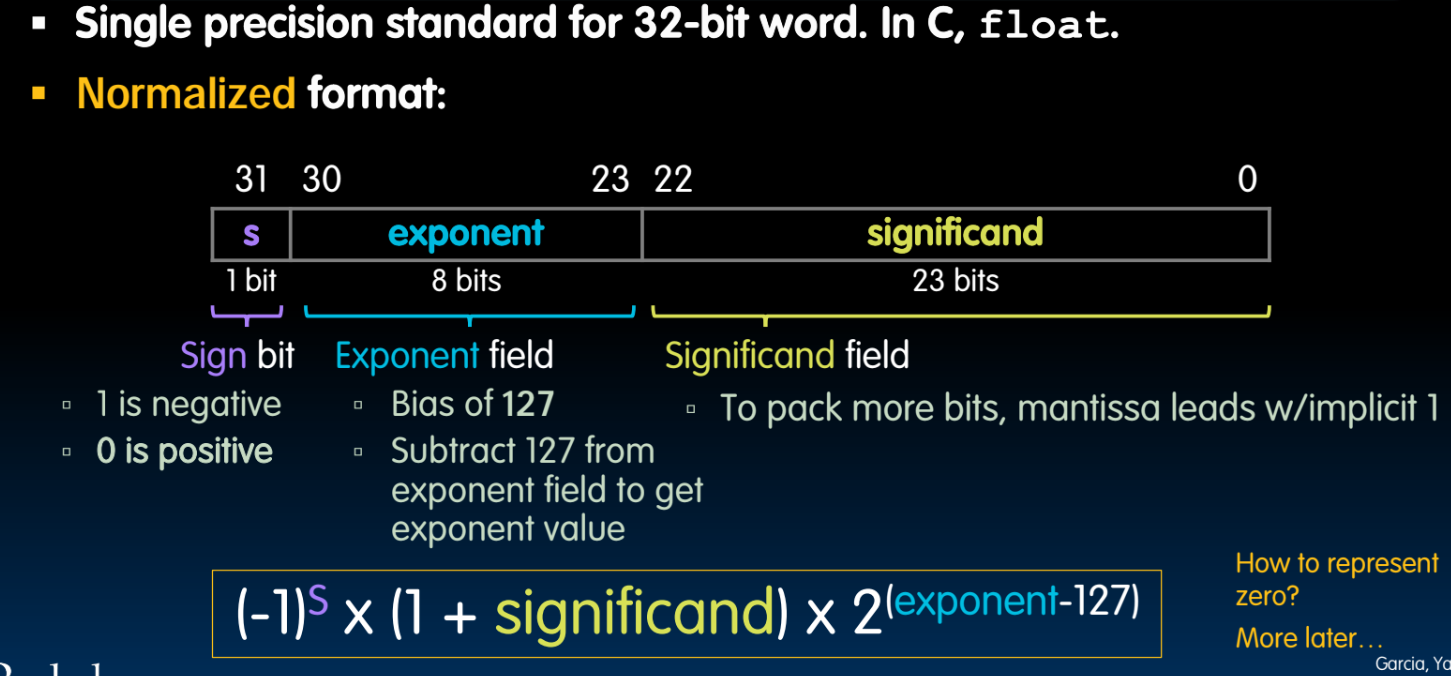 ▪ Single precision standard for 32-bit word. In C, float.
▪ Normalized format:
31 30 23 22 0
s exponent significand
1 bit 8 bits 23 bits
Sign bit Exponent field Significand field
▫ 1 is negative
▫ 0 is positive
▫ Bias of 127
▫ Subtract 127 from
exponent field to get
exponent value
▫ To pack more bits, mantissa leads w/implicit 1
(-1)^S x (1 + significand) x 2^(exponent-127)
How to represent
zero?
More later...
Garcia,